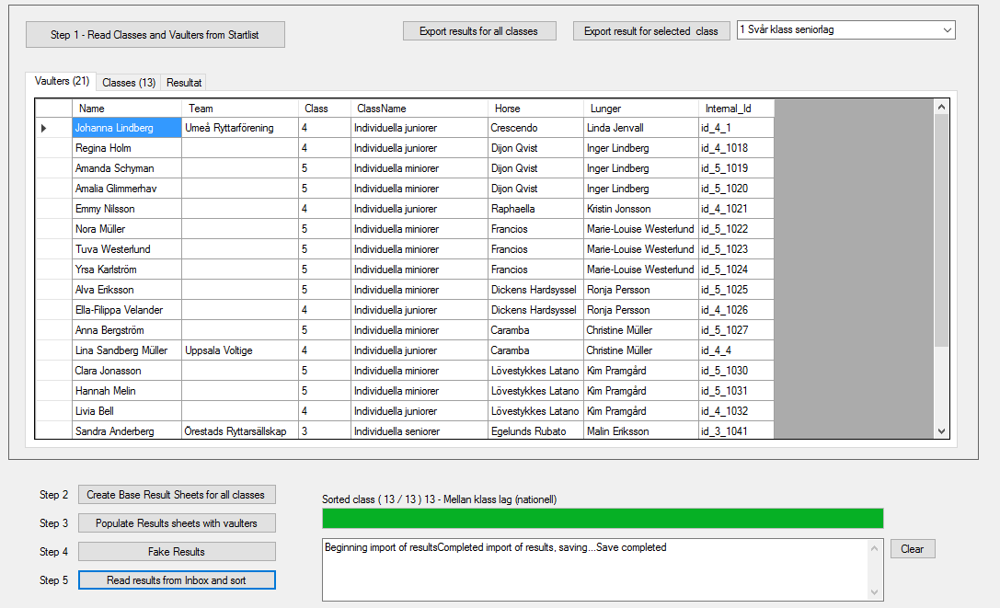 Step 1 - Read Classes and Vaulters from Startlist
Export results for all classes
Export result for selected  class
1 Svår klass seniorlag
Vaulters (21)
Classes (13)
Resultat
Name Team Class ClassName Horse Lunger Internal_Id
Johanna Lindberg Umeå Ryttarförening 4 Individuella juniorer Crescendo Linda Jenvall id_4_1
Regina Holm 4 Individuella juniorer Dijon Qvist Inger Lindberg id_4_1018
Amanda Schyman 5 Individuella miniorer Dijon Qvist Inger Lindberg id_5_1019
Amalia Glimmerhav 5 Individuella miniorer Dijon Qvist Inger Lindberg id_5_1020
Emmy Nilsson 4 Individuella juniorer Raphaella Kristin Jonsson id_4_1021
Nora Müller 5 Individuella miniorer Francios Marie-Louise Westerlund id_5_1022
Tuva Westerlund 5 Individuella miniorer Francios Marie-Louise Westerlund id_5_1023
Yrsa Karlström 5 Individuella miniorer Francios Marie-Louise Westerlund id_5_1024
Alva Eriksson 5 Individuella miniorer Dickens Hardsyssel Ronja Persson id_5_1025
Ella-Filippa Velander 4 Individuella juniorer Dickens Hardsyssel Ronja Persson id_4_1026
Anna Bergström 5 Individuella miniorer Caramba Christine Müller id_5_1027
Lina Sandberg Müller Uppsala Voltige 4 Individuella juniorer Caramba Christine Müller id_4_4
Clara Jonasson 5 Individuella miniorer Lövestykkes Latano Kim Pramgård id_5_1030
Hannah Melin 5 Individuella miniorer Lövestykkes Latano Kim Pramgård id_5_1031
Livia Bell 4 Individuella juniorer Lövestykkes Latano Kim Pramgård id_4_1032
Sandra Anderberg Örestads Ryttarsällskap 3 Individuella seniorer Egelunds Rubato Malin Eriksson id_3_1041
Step 2 Create Base Result Sheets for all classes
Step 3 Populate Results sheets with vaulters
Step 4 Fake Results
Step 5 Read results from Inbox and sort
Sorted class ( 13 / 13 ) 13 - Mellan klass lag (nationell)
Beginning import of resultsCompleted import of results, saving...Save completed
Clear